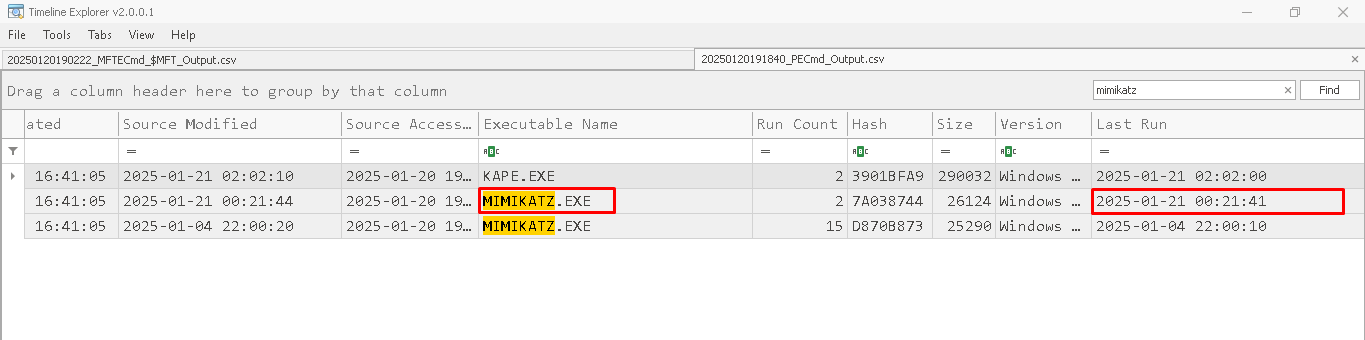 Timeline Explorer v2.0.0.1
File Tools Tabs View Help
20250120190222_MFTECmd_$MFT_Output.csv 20250120191840_PECmd_Output.csv
Drag a column header here to group by that column mimikatz Find
ated Source Modified Source Access… Executable Name Run Count Hash Size Version Last Run
= = ABC = ABC = ABC =
16:41:05 2025-01-21 02:02:10 2025-01-20 19… KAPE.EXE 2 3901BFA9 290032 Windows … 2025-01-21 02:02:00
16:41:05 2025-01-21 00:21:44 2025-01-20 19… MIMIKATZ.EXE 2 7A038744 26124 Windows … 2025-01-21 00:21:41
16:41:05 2025-01-04 22:00:20 2025-01-20 19… MIMIKATZ.EXE 15 D870B873 25290 Windows … 2025-01-04 22:00:10